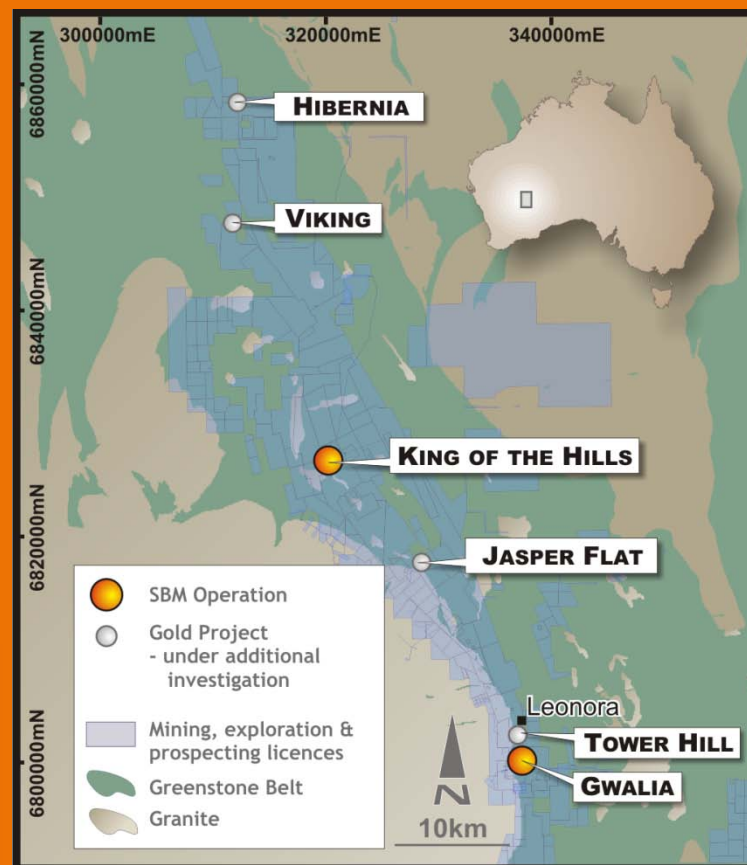 300000mE
320000mE
340000mE
6860000mN
HIBERNIA
VIKING
6840000mN
KING OF THE HILLS
6820000mN
JASPER FLAT
SBM Operation
Gold Project
- under additional
investigation
Mining, exploration &
prospecting licences
Greenstone Belt
Granite
Leonora
TOWER HILL
6800000mN
GWALIA
N
10km